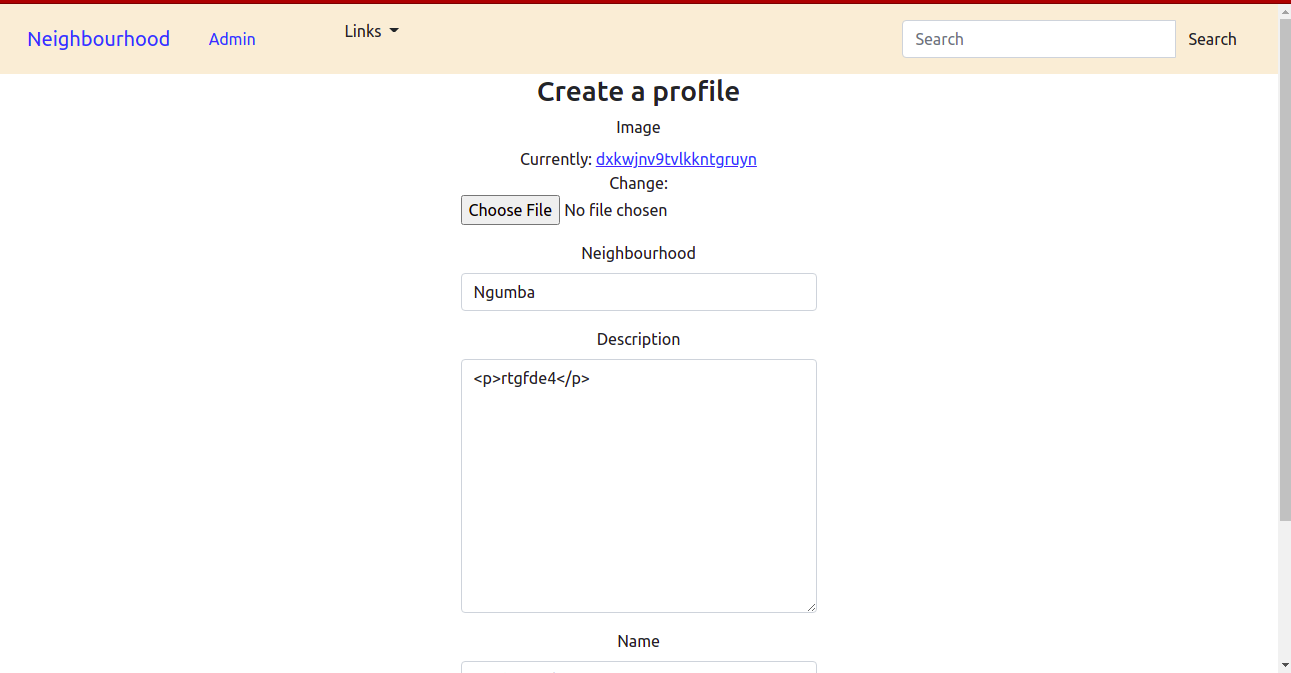 Neighbourhood Admin Links Search Search
Create a profile
Image
Currently: dxkwjnv9tvlkkntgruyn
Change:
Choose File No file chosen
Neighbourhood
Ngumba
Description
<p>rtgfde4</p>
Name